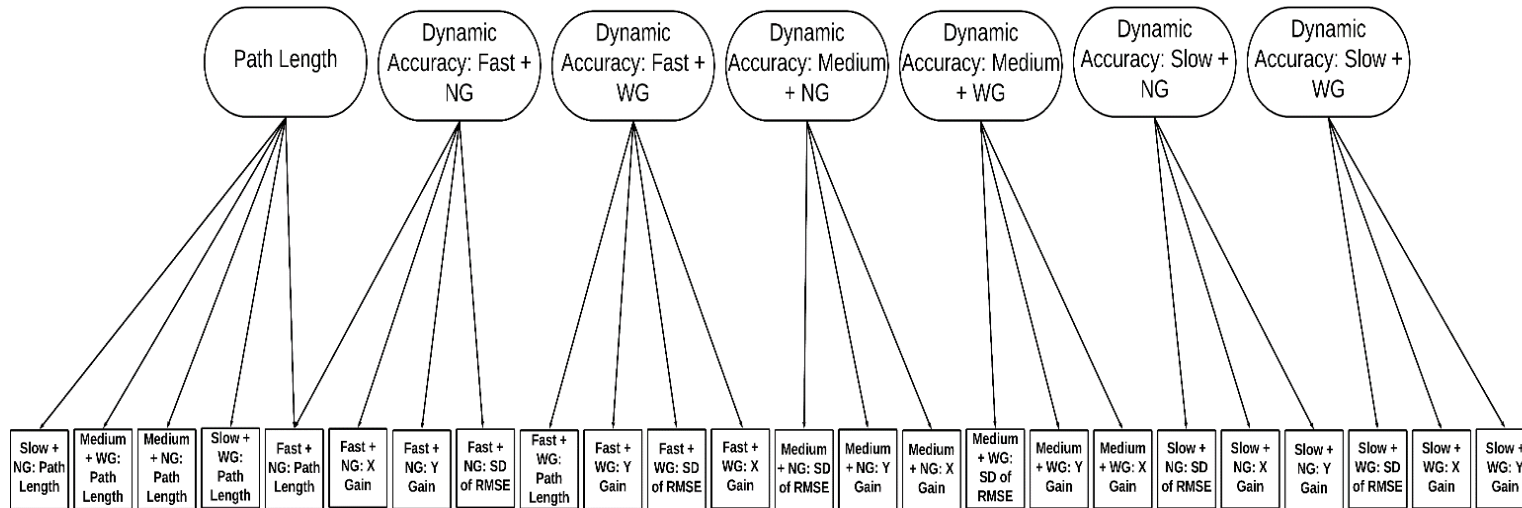 Path Length
Dynamic
Accuracy: Fast +
NG
Dynamic
Accuracy: Fast +
WG
Dynamic
Accuracy: Medium
+ NG
Dynamic
Accuracy: Medium
+ WG
Dynamic
Accuracy: Slow +
NG
Dynamic
Accuracy: Slow +
WG
Slow +
NG: Path
Length
Medium
+ WG:
Path
Length
Medium
+ NG:
Path
Length
Slow +
WG:
Path
Length
Fast +
NG: Path
Length
Fast +
NG: X
Gain
Fast +
NG: Y
Gain
Fast +
NG: SD
of RMSE
Fast +
WG:
Path
Length
Fast +
WG: Y
Gain
Fast +
WG: SD
of RMSE
Fast +
WG: X
Gain
Medium
+ NG: SD
of RMSE
Medium
+ NG: Y
Gain
Medium
+ NG: X
Gain
Medium
+ WG:
SD of
RMSE
Medium
+ WG: Y
Gain
Medium
+ WG: X
Gain
Slow +
NG: SD
of RMSE
Slow +
NG: X
Gain
Slow +
NG: Y
Gain
Slow +
WG: SD
of RMSE
Slow +
WG: X
Gain
Slow +
WG: Y
Gain